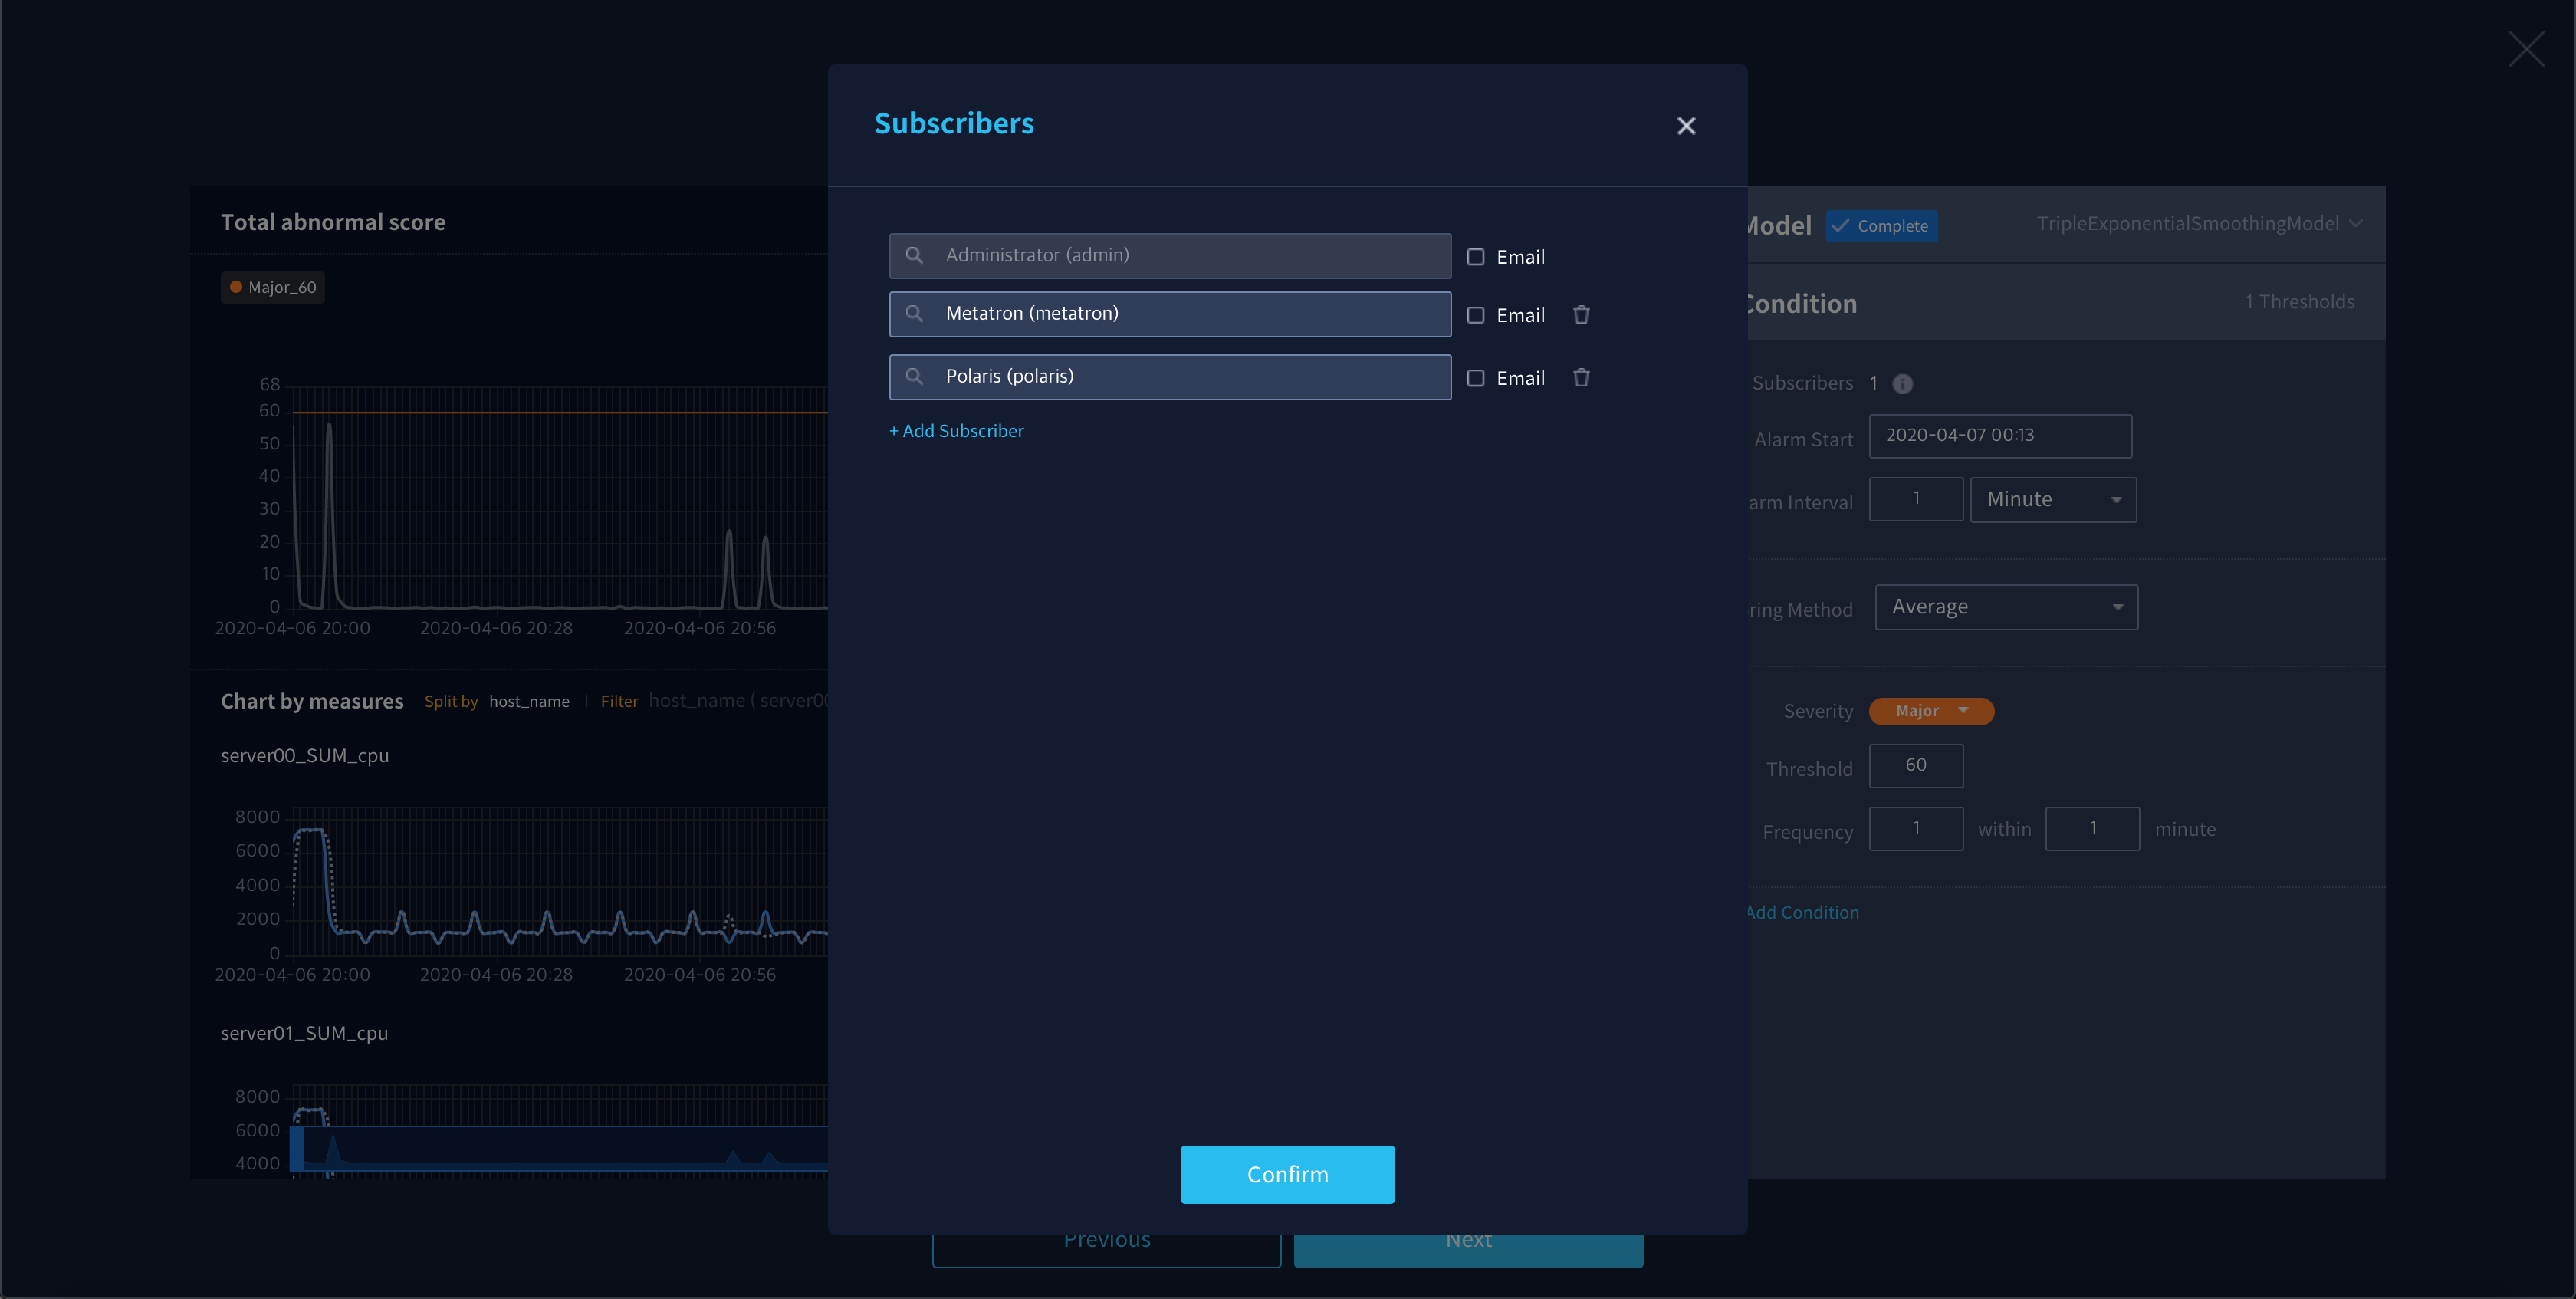 Subscribers
Administrator (admin)
Email
Metatron (metatron)
Email
Polaris (polaris)
Email
+ Add Subscriber
Confirm
Total abnormal score
Major_60
68
60
50
40
30
20
10
0
2020-04-06 20:00
2020-04-06 20:28
2020-04-06 20:56
Chart by measures
Split by host_name | Filter host_name ( server00
server00_SUM_cpu
8000
6000
4000
2000
0
2020-04-06 20:00
2020-04-06 20:28
2020-04-06 20:56
server01_SUM_cpu
8000
6000
4000
Model
Complete
TripleExponentialSmoothingModel
Condition
1 Thresholds
Subscribers 1
Alarm Start 2020-04-07 00:13
arm Interval 1 Minute
ring Method Average
Severity Major
Threshold 60
Frequency 1 within 1 minute
Add Condition
Previous
Next